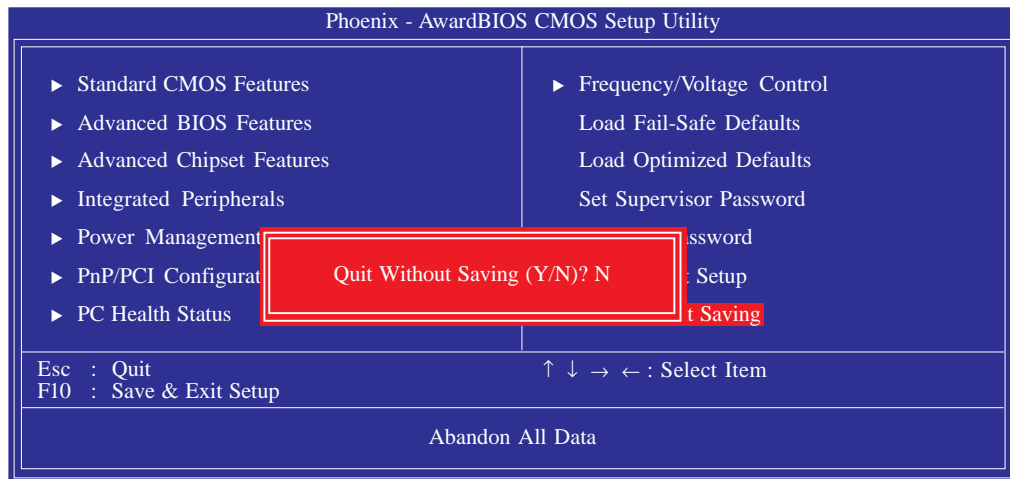 Phoenix - AwardBIOS CMOS Setup Utility
► Standard CMOS Features
► Advanced BIOS Features
► Advanced Chipset Features
► Integrated Peripherals
► Power Management
► PnP/PCI Configurat
► PC Health Status
► Frequency/Voltage Control
Load Fail-Safe Defaults
Load Optimized Defaults
Set Supervisor Password
ssword
t Setup
t Saving
Quit Without Saving (Y/N)? N
Esc : Quit
F10 : Save & Exit Setup
↑ ↓ → ← : Select Item
Abandon All Data